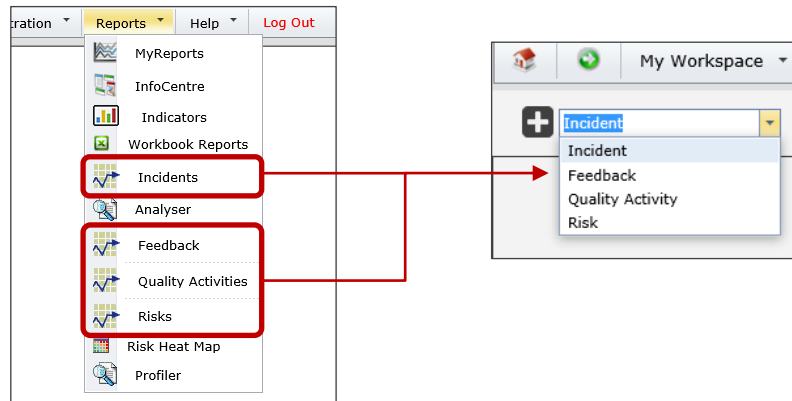 tration Reports Help Log Out
MyReports
InfoCentre
Indicators
Workbook Reports
Incidents
Analyser
Feedback
Quality Activities
Risks
Risk Heat Map
Profiler
My Workspace
Incident
Incident
Feedback
Quality Activity
Risk